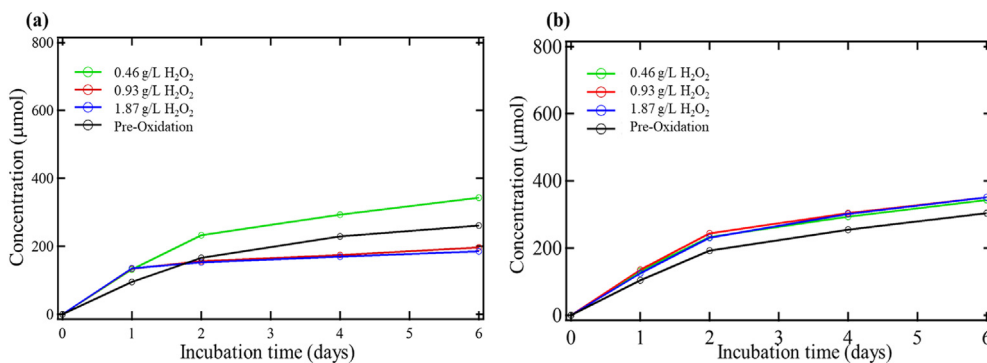 (a)
800
600
400
200
0
Concentration (μmol)
0.46 g/L H₂O₂
0.93 g/L H₂O₂
1.87 g/L H₂O₂
Pre-Oxidation
0 1 2 3 4 5 6
Incubation time (days)
(b)
800
600
400
200
0
Concentration (μmol)
0.46 g/L H₂O₂
0.93 g/L H₂O₂
1.87 g/L H₂O₂
Pre-Oxidation
0 1 2 3 4 5 6
Incubation time (days)